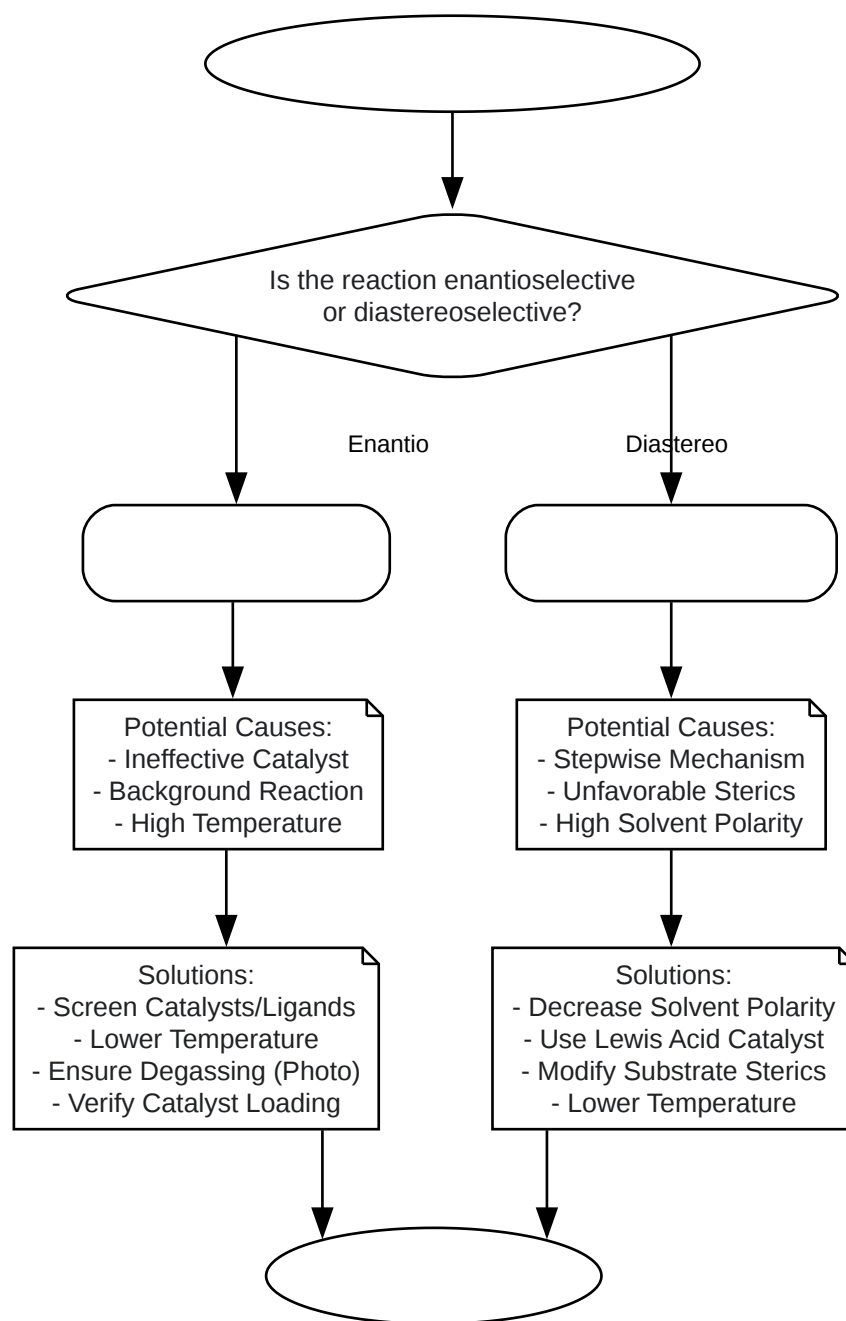 Is the reaction enantioselective
or diastereoselective?
Enantio
Diastereo
Potential Causes:
- Ineffective Catalyst
- Background Reaction
- High Temperature
Potential Causes:
- Stepwise Mechanism
- Unfavorable Sterics
- High Solvent Polarity
Solutions:
- Screen Catalysts/Ligands
- Lower Temperature
- Ensure Degassing (Photo)
- Verify Catalyst Loading
Solutions:
- Decrease Solvent Polarity
- Use Lewis Acid Catalyst
- Modify Substrate Sterics
- Lower Temperature